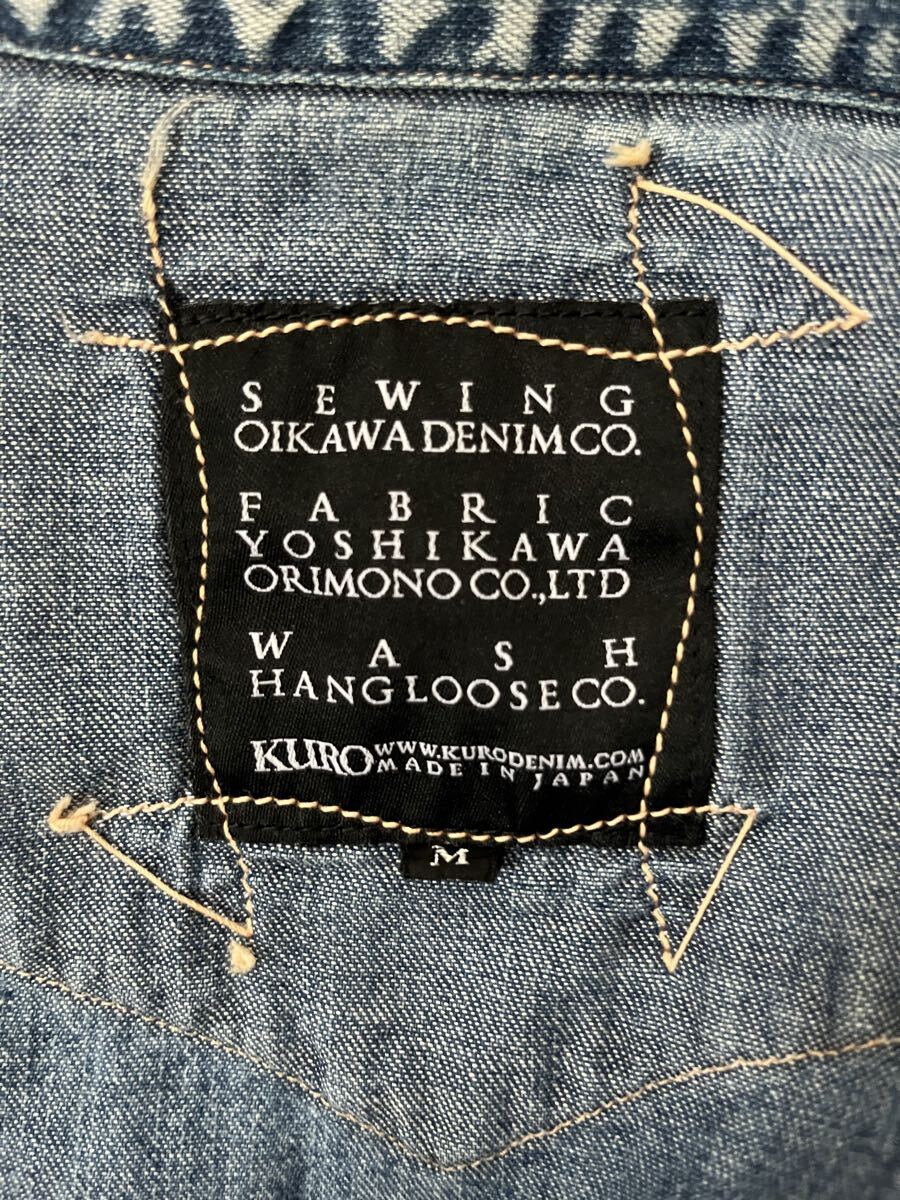 SEWING
OIKAWA DENIM CO.
FABRIC
YOSHIKAWA
ORIMONO CO.,LTD
WASH
HANG LOOSE CO.
KURO WWW.KURODENIM.COM
MADE IN JAPAN
M